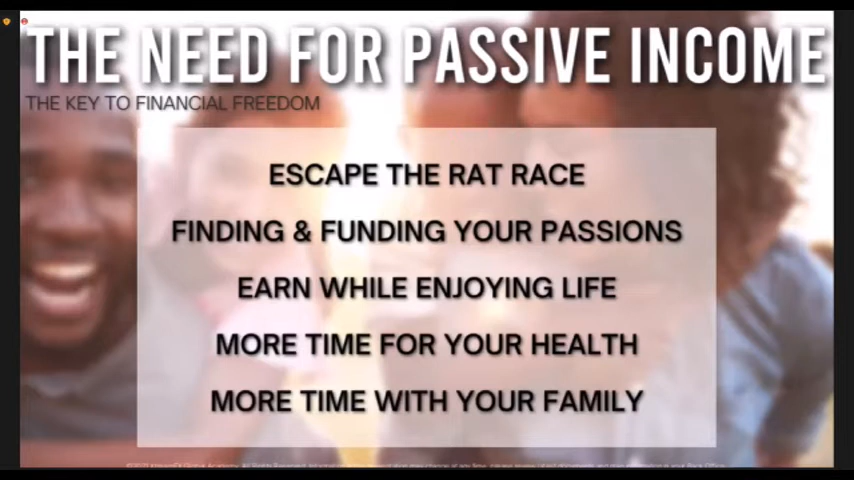 THE NEED FOR PASSIVE INCOME
THE KEY TO FINANCIAL FREEDOM
ESCAPE THE RAT RACE
FINDING & FUNDING YOUR PASSIONS
EARN WHILE ENJOYING LIFE
MORE TIME FOR YOUR HEALTH
MORE TIME WITH YOUR FAMILY